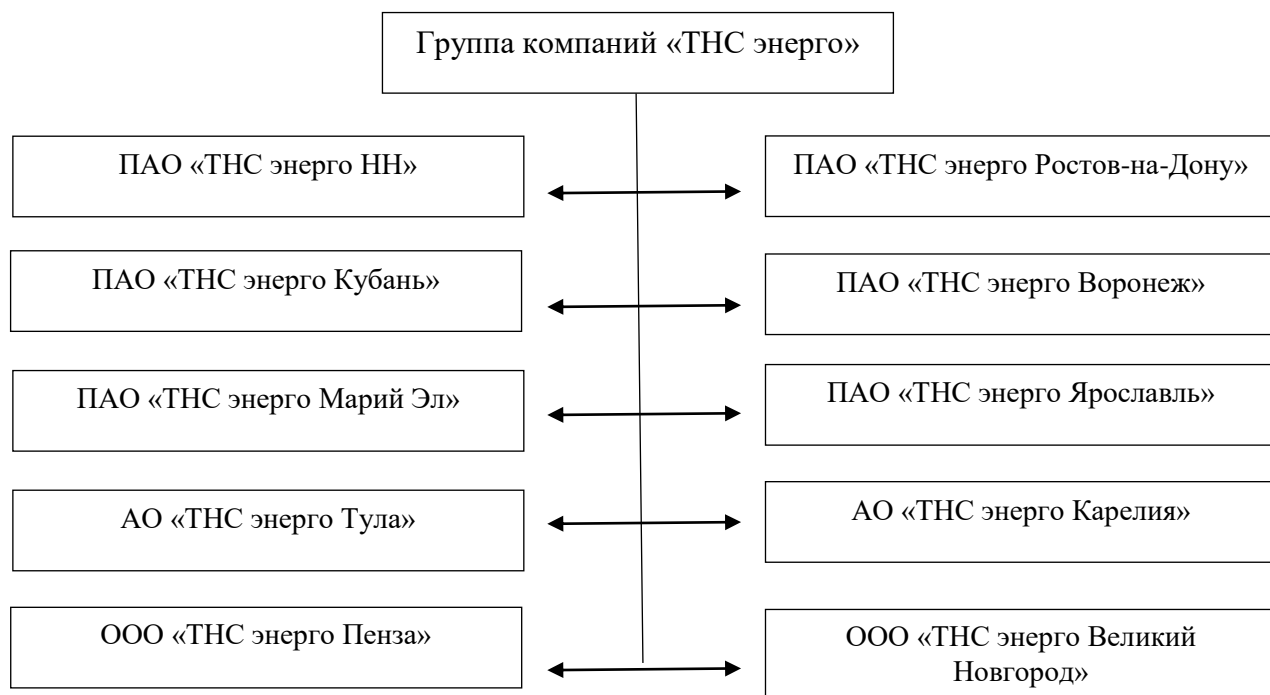 Группа компаний «ТНС энерго»
ПАО «ТНС энерго НН»
ПАО «ТНС энерго Ростов-на-Дону»
ПАО «ТНС энерго Кубань»
ПАО «ТНС энерго Воронеж»
ПАО «ТНС энерго Марий Эл»
ПАО «ТНС энерго Ярославль»
АО «ТНС энерго Тула»
АО «ТНС энерго Карелия»
ООО «ТНС энерго Пенза»
ООО «ТНС энерго Великий
Новгород»